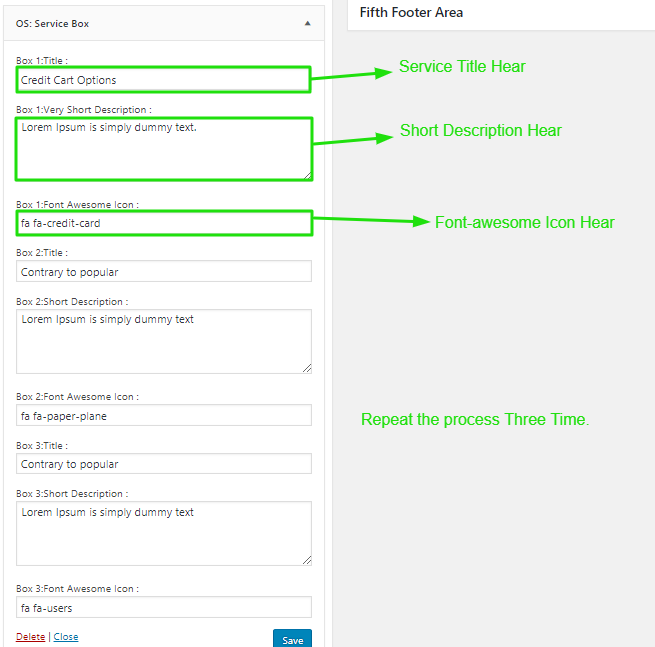 OS: Service Box
Fifth Footer Area
Box 1:Title :
Credit Cart Options
Service Title Hear
Box 1:Very Short Description :
Lorem Ipsum is simply dummy text.
Short Description Hear
Box 1:Font Awesome Icon :
fa fa-credit-card
Font-awesome Icon Hear
Box 2:Title :
Contrary to popular
Box 2:Short Description :
Lorem Ipsum is simply dummy text
Box 2:Font Awesome Icon :
fa fa-paper-plane
Repeat the process Three Time.
Box 3:Title :
Contrary to popular
Box 3:Short Description :
Lorem Ipsum is simply dummy text
Box 3:Font Awesome Icon :
fa fa-users
Delete | Close
Save